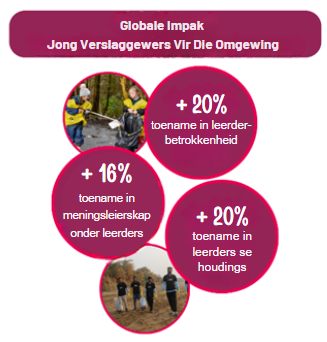 Globale Impak
Jong Verslaggewers Vir Die Omgewing
+ 20%
toename in leerder-
betrokkenheid
+ 16%
toename in
meningsleierskap
onder leerders
+ 20%
toename in
leerders se
houdings